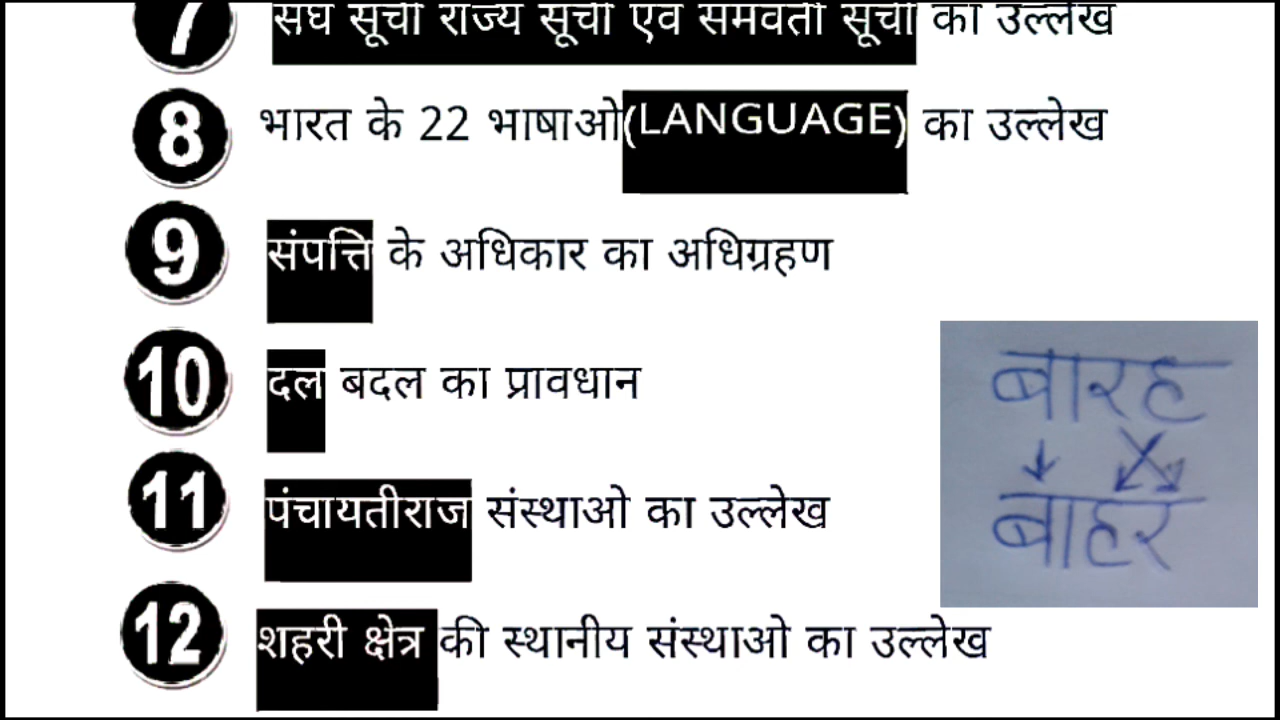 7 संघ सूची राज्य सूची एवं समवर्ती सूची का उल्लेख
8 भारत के 22 भाषाओ(LANGUAGE) का उल्लेख
9 संपत्ति के अधिकार का अधिग्रहण
10 दल बदल का प्रावधान
11 पंचायतीराज संस्थाओ का उल्लेख
12 शहरी क्षेत्र की स्थानीय संस्थाओ का उल्लेख
बारह
बाहर